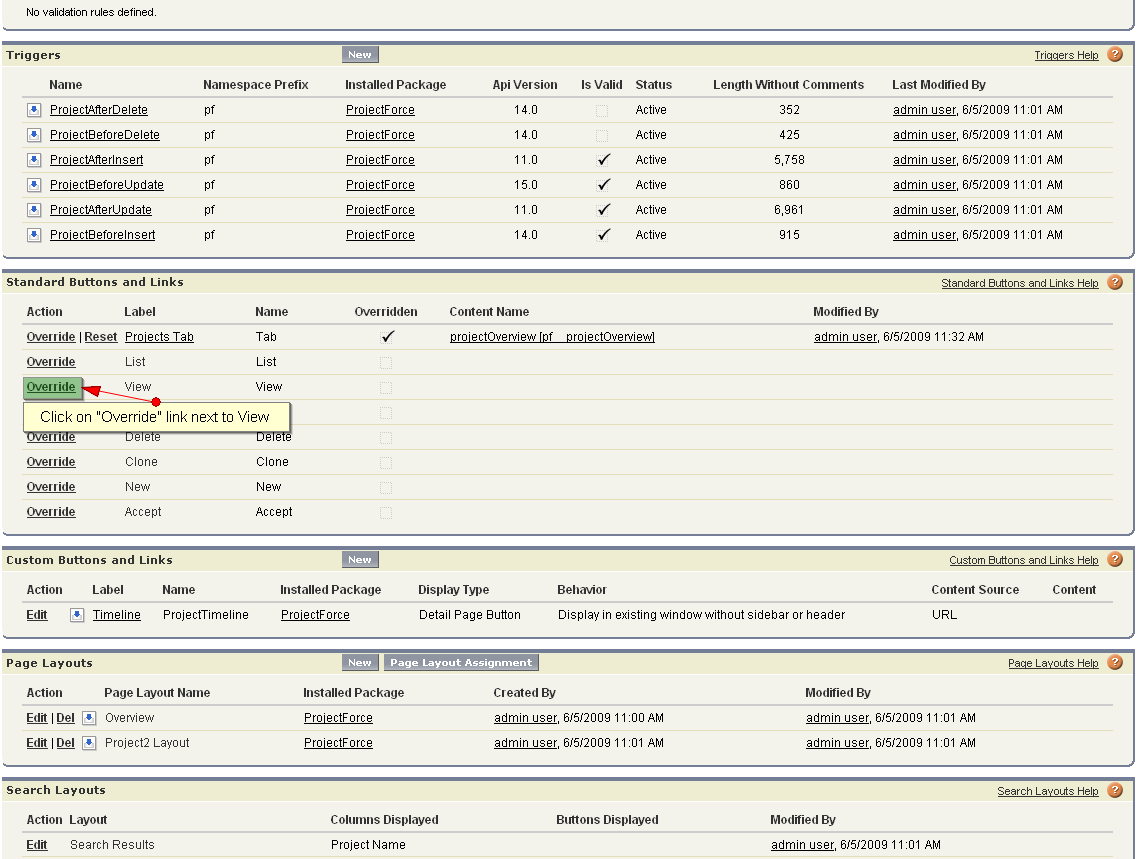 No validation rules defined.
Triggers New Triggers Help ?
Name Namespace Prefix Installed Package Api Version Is Valid Status Length Without Comments Last Modified By
ProjectAfterDelete pf ProjectForce 14.0 Active 352 admin user, 6/5/2009 11:01 AM
ProjectBeforeDelete pf ProjectForce 14.0 Active 425 admin user, 6/5/2009 11:01 AM
ProjectAfterInsert pf ProjectForce 11.0 Active 5,758 admin user, 6/5/2009 11:01 AM
ProjectBeforeUpdate pf ProjectForce 15.0 Active 860 admin user, 6/5/2009 11:01 AM
ProjectAfterUpdate pf ProjectForce 11.0 Active 6,961 admin user, 6/5/2009 11:01 AM
ProjectBeforeInsert pf ProjectForce 14.0 Active 915 admin user, 6/5/2009 11:01 AM
Standard Buttons and Links Standard Buttons and Links Help ?
Action Label Name Overridden Content Name Modified By
Override | Reset Projects Tab Tab projectOverview [pf__projectOverview] admin user, 6/5/2009 11:32 AM
Override List List
Override View View
Click on "Override" link next to View
Override Delete Delete
Override Clone Clone
Override New New
Override Accept Accept
Custom Buttons and Links New Custom Buttons and Links Help ?
Action Label Name Installed Package Display Type Behavior Content Source Content
Edit Timeline ProjectTimeline ProjectForce Detail Page Button Display in existing window without sidebar or header URL
Page Layouts New Page Layout Assignment Page Layouts Help ?
Action Page Layout Name Installed Package Created By Modified By
Edit | Del Overview ProjectForce admin user, 6/5/2009 11:00 AM admin user, 6/5/2009 11:01 AM
Edit | Del Project2 Layout ProjectForce admin user, 6/5/2009 11:01 AM admin user, 6/5/2009 11:01 AM
Search Layouts Search Layouts Help ?
Action Layout Columns Displayed Buttons Displayed Modified By
Edit Search Results Project Name admin user, 6/5/2009 11:01 AM